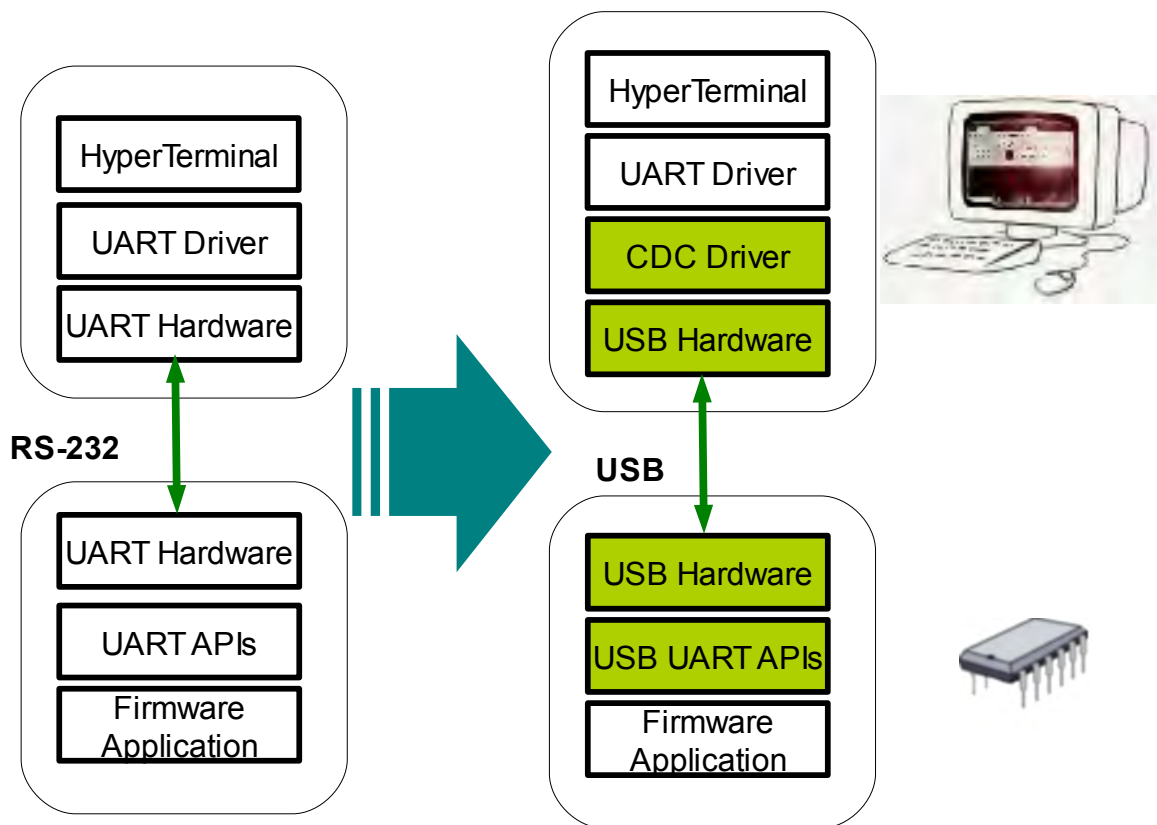 HyperTerminal
UART Driver
UART Hardware
RS-232
UART Hardware
UART APIs
Firmware
Application
HyperTerminal
UART Driver
CDC Driver
USB Hardware
USB
USB Hardware
USB UART APIs
Firmware
Application